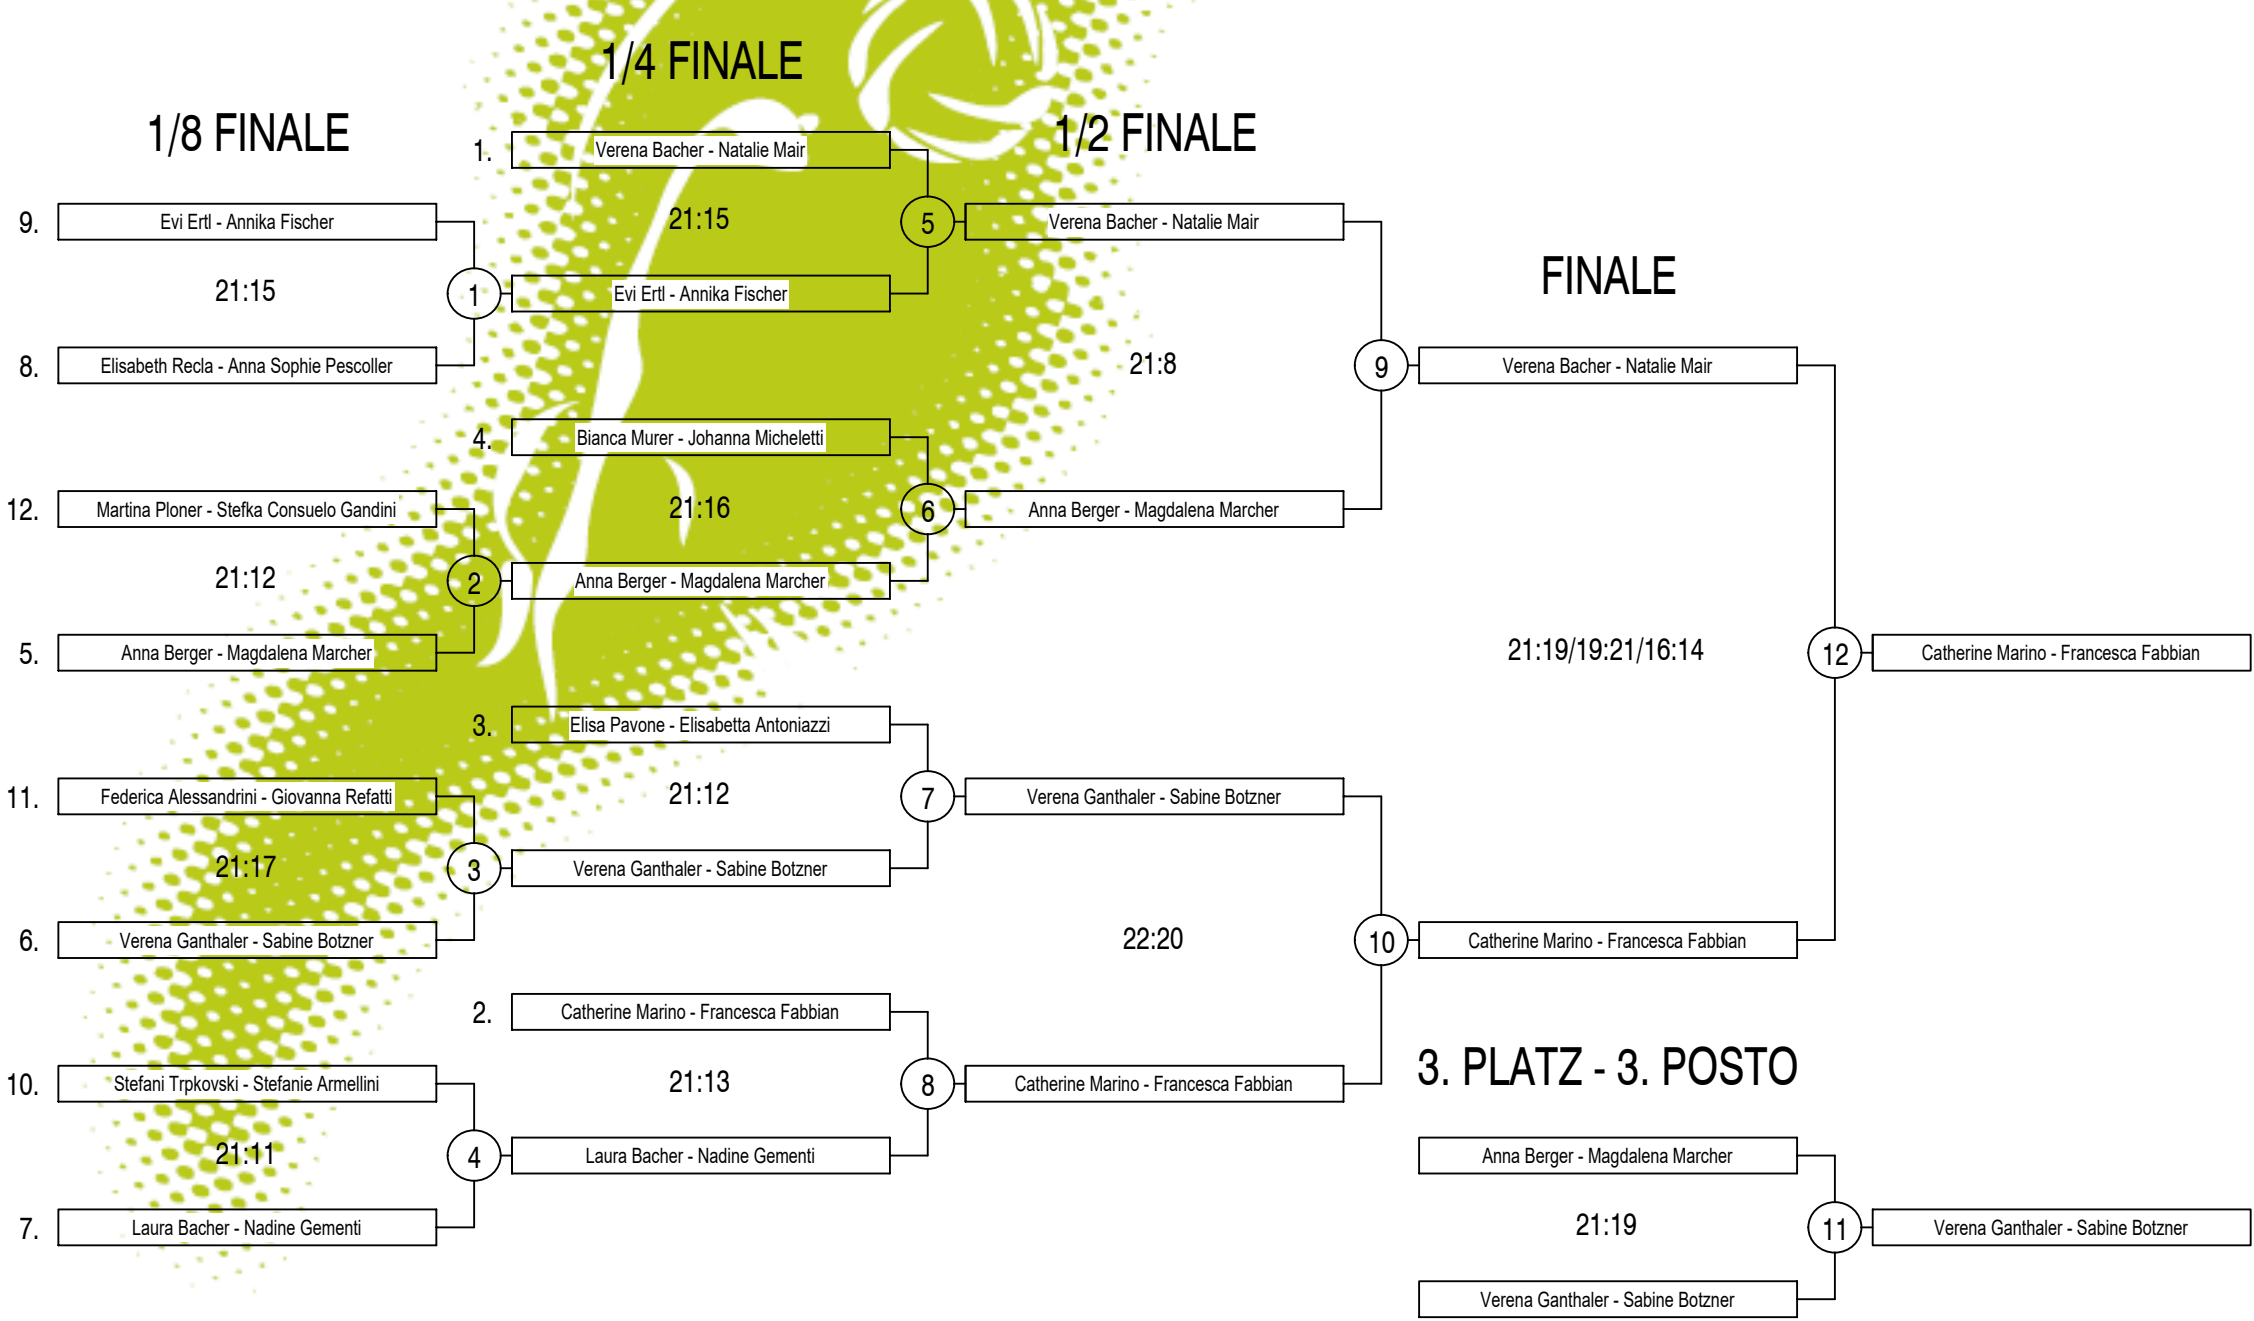 1/4 FINALE
1/8 FINALE
1/2 FINALE
1. Verena Bacher - Natalie Mair
9. Evi Ertl - Annika Fischer
21:15
5
Verena Bacher - Natalie Mair
FINALE
21:15
1
Evi Ertl - Annika Fischer
8. Elisabeth Recla - Anna Sophie Pescoller
21:8
9
Verena Bacher - Natalie Mair
4. Bianca Murer - Johanna Micheletti
12. Martina Ploner - Stefka Consuelo Gandini
21:16
6
Anna Berger - Magdalena Marcher
21:12
2
Anna Berger - Magdalena Marcher
5. Anna Berger - Magdalena Marcher
21:19/19:21/16:14
12
Catherine Marino - Francesca Fabbian
3. Elisa Pavone - Elisabetta Antoniazzi
11. Federica Alessandrini - Giovanna Refatti
21:12
7
Verena Ganthaler - Sabine Botzner
21:17
3
Verena Ganthaler - Sabine Botzner
6. Verena Ganthaler - Sabine Botzner
22:20
10
Catherine Marino - Francesca Fabbian
2. Catherine Marino - Francesca Fabbian
3. PLATZ - 3. POSTO
10. Stefani Trpkovski - Stefanie Armellini
21:13
8
Catherine Marino - Francesca Fabbian
21:11
4
Laura Bacher - Nadine Gementi
Anna Berger - Magdalena Marcher
7. Laura Bacher - Nadine Gementi
21:19
11
Verena Ganthaler - Sabine Botzner
Verena Ganthaler - Sabine Botzner